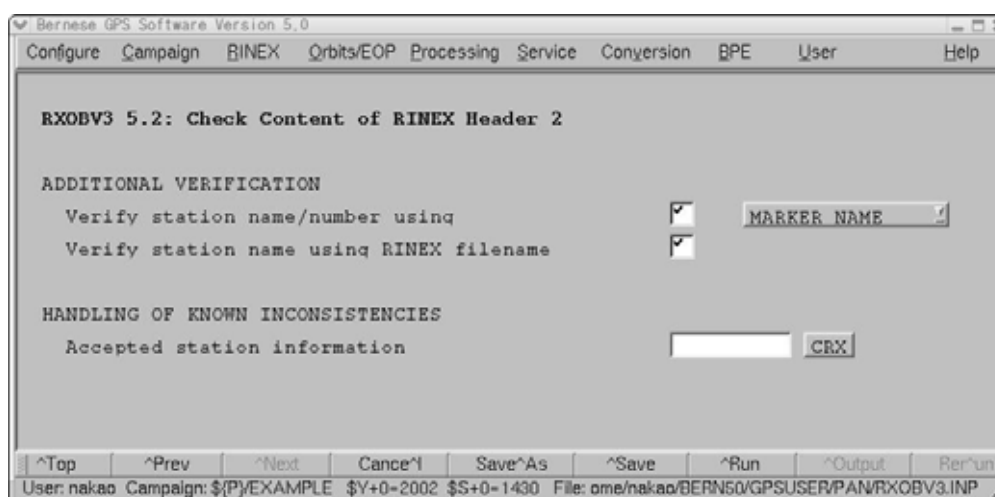 Bernese GPS Software Version 5.0
Configure Campaign RINEX Orbits/EOP Processing Service Conversion BPE User Help
RXOBV3 5.2: Check Content of RINEX Header 2
ADDITIONAL VERIFICATION
Verify station name/number using MARKER NAME
Verify station name using RINEX filename
HANDLING OF KNOWN INCONSISTENCIES
Accepted station information CRX
^Top ^Prev ^Next Cance^l Save^As ^Save ^Run ^Output Rer^un
User: nakao Campaign: ${P}/EXAMPLE $Y+0=2002 $S+0=1430 File: ome/nakao/BERN50/GPSUSER/PAN/RXOBV3.INP